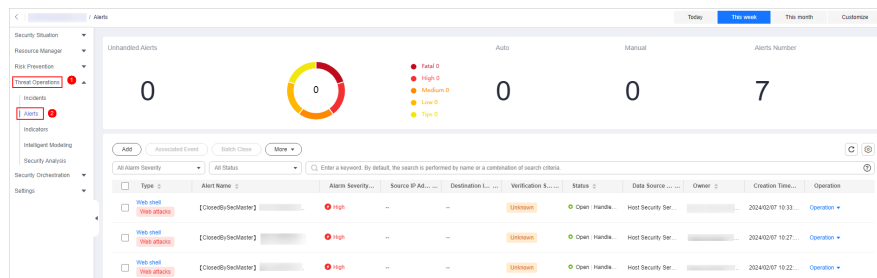 < / Alerts
Today This week This month Customize
Security Situation
Resource Manager
Risk Prevention
Threat Operations 1
Incidents
Alerts 2
Indicators
Intelligent Modeling
Security Analysis
Security Orchestration
Settings
Unhandled Alerts Auto Manual Alerts Number
0 0 0 0 7
Fatal 0
High 0
Medium 0
Low 0
Tips 0
Add Associated Event Batch Close More
All Alarm Severity All Status Enter a keyword. By default, the search is performed by name or a combination of search criteria.
Type Alert Name Alarm Severity... Source IP Ad... ... Destination I... ... Verification S... ... Status Data Source ... ... Owner Creation Time... Operation
Web shell
Web attacks 【ClosedBySecMaster】 High -- -- Unknown Open | Handle... Host Security Ser... 2024/02/07 10:33:... Operation
Web shell
Web attacks 【ClosedBySecMaster】 High -- -- Unknown Open | Handle... Host Security Ser... 2024/02/07 10:27:... Operation
Web shell
Web attacks 【ClosedBySecMaster】 High -- -- Unknown Open | Handle... Host Security Ser... 2024/02/07 10:22:... Operation